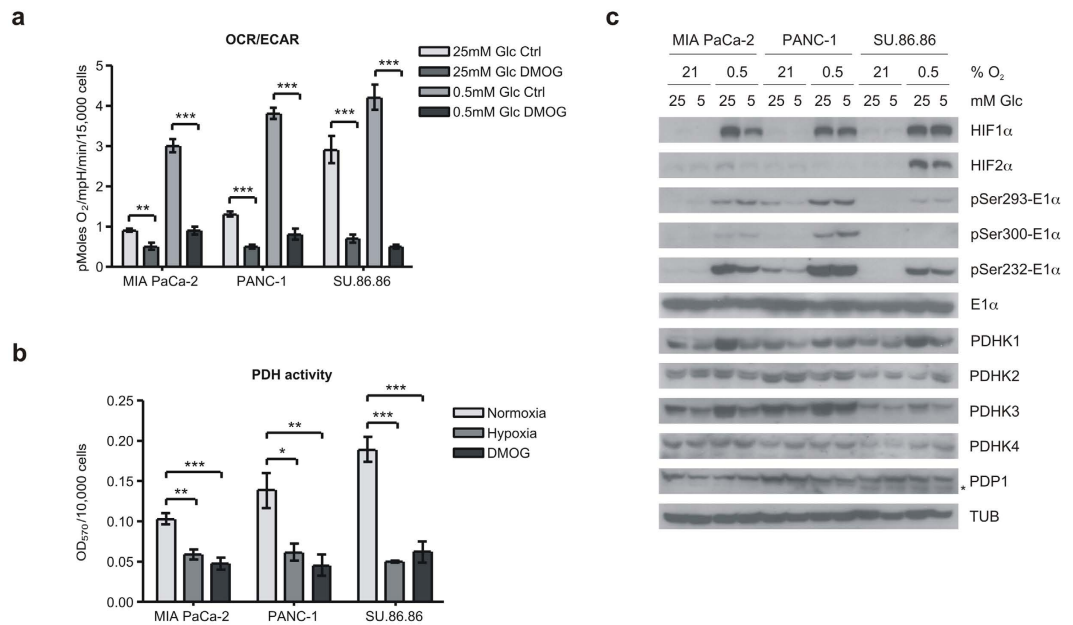 a
OCR/ECAR
pMoles O₂/mpH/min/15,000 cells
5
4
3
2
1
0
*** *** *** ***
** ***
MIA PaCa-2 PANC-1 SU.86.86
25mM Glc Ctrl
25mM Glc DMOG
0.5mM Glc Ctrl
0.5mM Glc DMOG
b
PDH activity
OD₅₇₀/10,000 cells
0.25
0.20
0.15
0.10
0.05
0.00
*** ** ***
** * ***
MIA PaCa-2 PANC-1 SU.86.86
Normoxia
Hypoxia
DMOG
c
MIA PaCa-2 PANC-1 SU.86.86
21 0.5 21 0.5 21 0.5 % O₂
25 5 25 5 25 5 25 5 25 5 25 5 mM Glc
HIF1α
HIF2α
pSer293-E1α
pSer300-E1α
pSer232-E1α
E1α
PDHK1
PDHK2
PDHK3
PDHK4
* PDP1
TUB